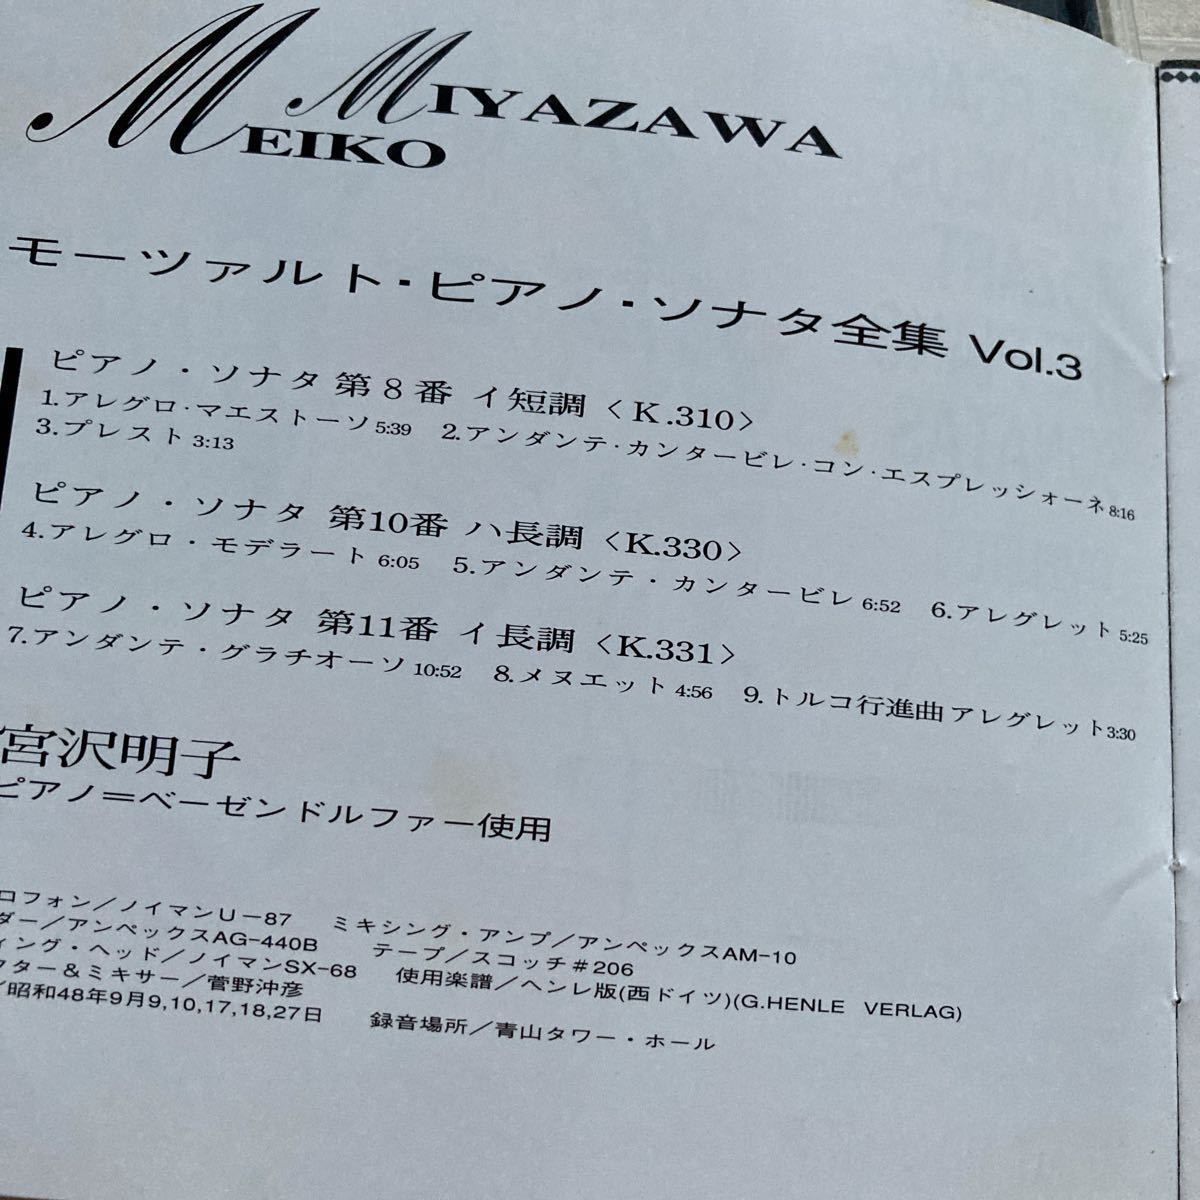 MEIKO MIYAZAWA
モーツァルト・ピアノ・ソナタ全集 Vol.3
ピアノ・ソナタ 第8番 イ短調〈K.310〉
1.アレグロ・マエストーソ5:39 2.アンダンテ・カンタービレ・コン・エスプレッシォーネ8:16
3.プレスト3:13
ピアノ・ソナタ 第10番 ハ長調〈K.330〉
4.アレグロ・モデラート6:05 5.アンダンテ・カンタービレ6:52 6.アレグレット5:25
ピアノ・ソナタ 第11番 イ長調〈K.331〉
7.アンダンテ・グラチオーソ10:52 8.メヌエット4:56 9.トルコ行進曲 アレグレット3:30
宮沢明子
ピアノ=ベーゼンドルファー使用
ロフォン/ノイマンU-87 ミキシング・アンプ/アンペックスAM-10
ダー/アンペックスAG-440B テープ/スコッチ#206
ィング・ヘッド/ノイマンSX-68 使用楽譜/ヘンレ版(西ドイツ)(G.HENLE VERLAG)
クター&ミキサー/菅野沖彦
/昭和48年9月9,10,17,18,27日 録音場所/青山タワー・ホール